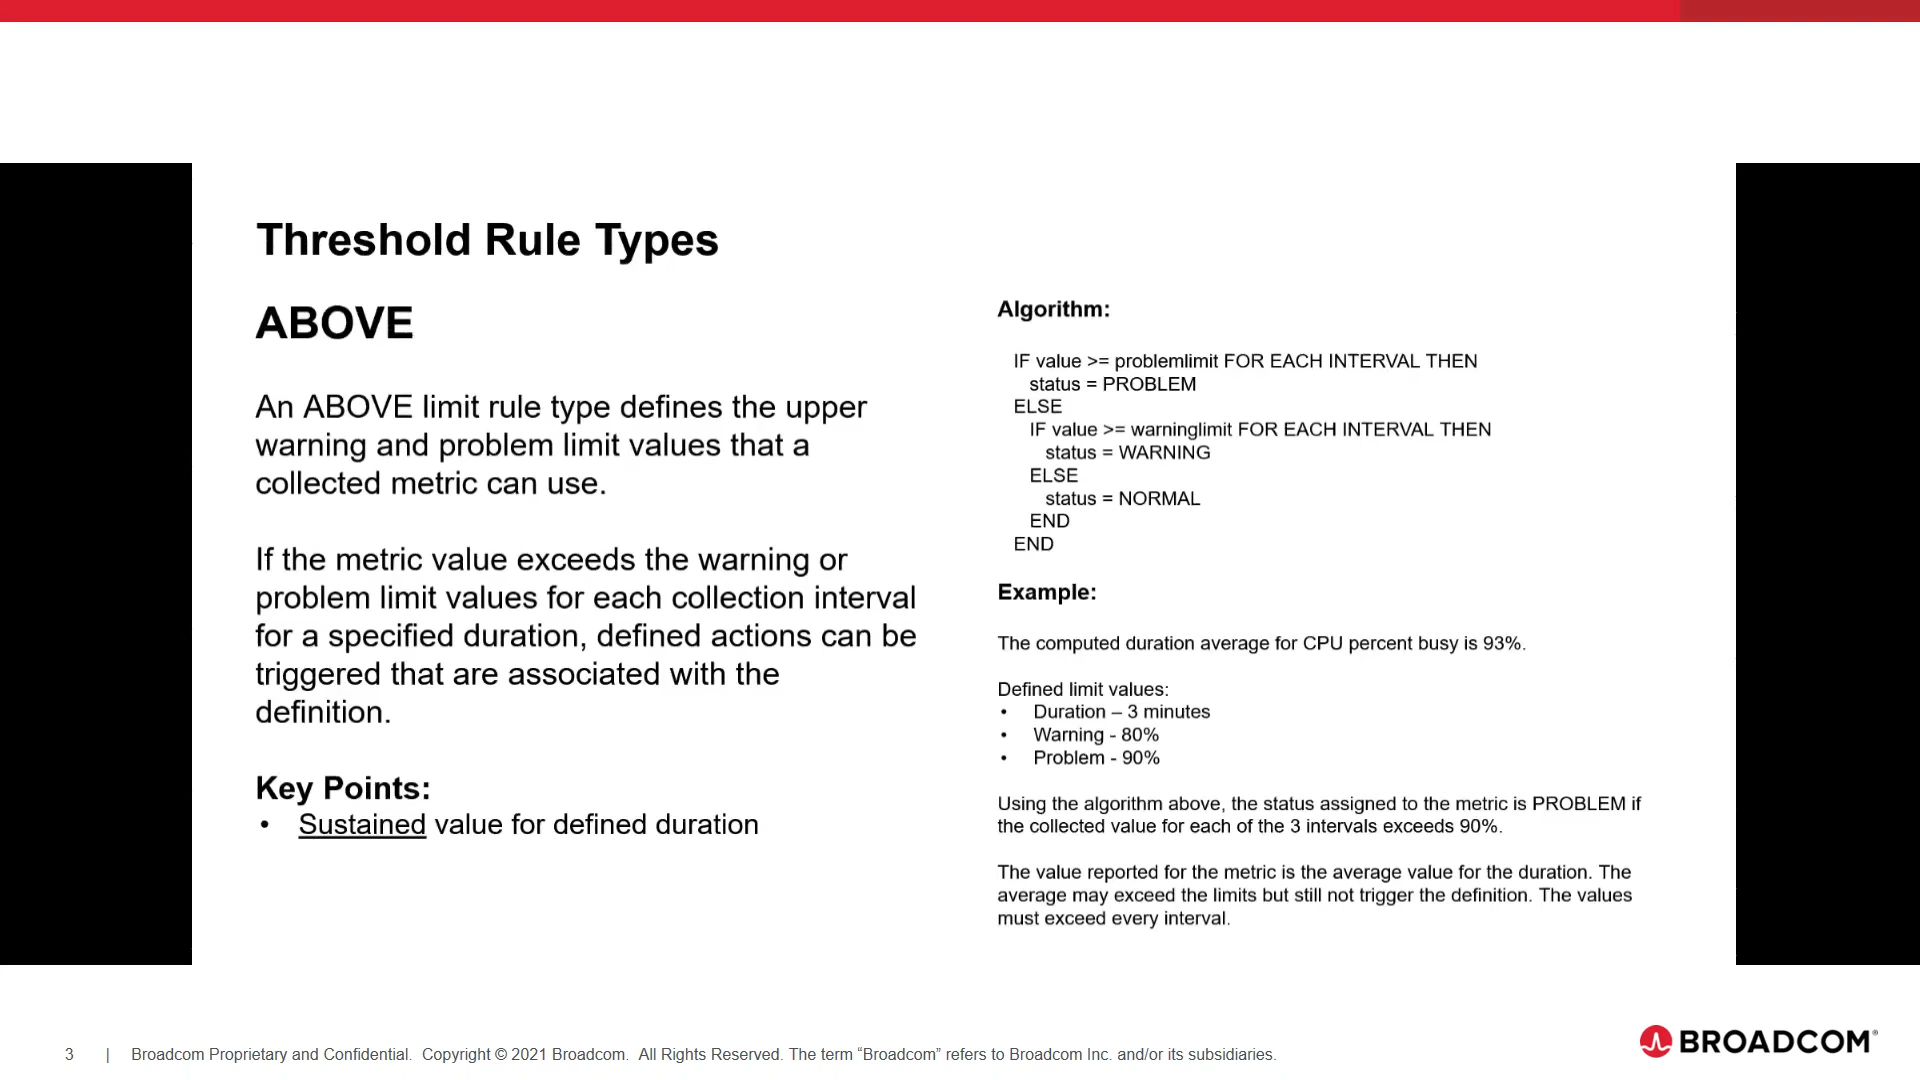 Threshold Rule Types
ABOVE
An ABOVE limit rule type defines the upper
warning and problem limit values that a
collected metric can use.
If the metric value exceeds the warning or
problem limit values for each collection interval
for a specified duration, defined actions can be
triggered that are associated with the
definition.
Key Points:
• Sustained value for defined duration
Algorithm:
IF value >= problemlimit FOR EACH INTERVAL THEN
status = PROBLEM
ELSE
IF value >= warninglimit FOR EACH INTERVAL THEN
status = WARNING
ELSE
status = NORMAL
END
END
Example:
The computed duration average for CPU percent busy is 93%.
Defined limit values:
• Duration – 3 minutes
• Warning - 80%
• Problem - 90%
Using the algorithm above, the status assigned to the metric is PROBLEM if
the collected value for each of the 3 intervals exceeds 90%.
The value reported for the metric is the average value for the duration. The
average may exceed the limits but still not trigger the definition. The values
must exceed every interval.
3 | Broadcom Proprietary and Confidential. Copyright © 2021 Broadcom. All Rights Reserved. The term “Broadcom” refers to Broadcom Inc. and/or its subsidiaries.
BROADCOM®